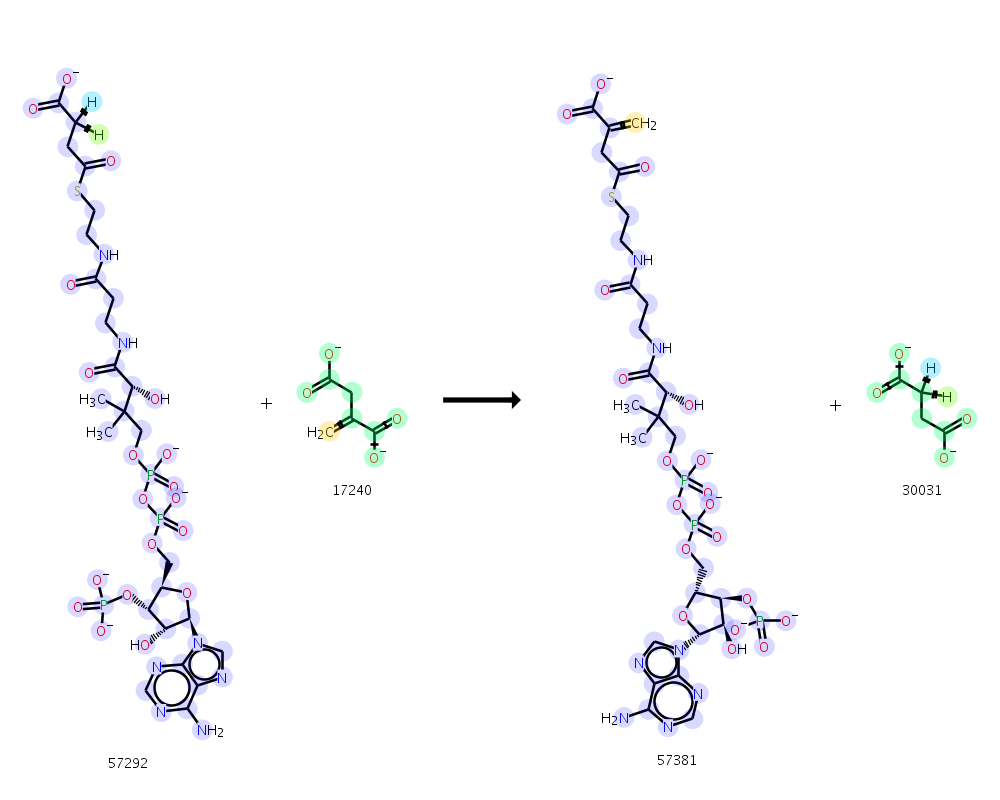 O⁻ O⁻
H CH₂
O O
H
O O
S S
NH NH
O O
O⁻ O⁻ H
NH NH
O O O O H O
H₃C OH + → H₃C OH +
H₃C H₂C O H₃C O
O O⁻ O⁻ O O⁻ O⁻
P O P O
O O⁻ 17240 O O⁻ 30031
P O P O
O O
O⁻ O O
O P O O O⁻ P O⁻
O⁻ HO N OH O
N N N
N N N
N NH₂ H₂N N
57292 57381